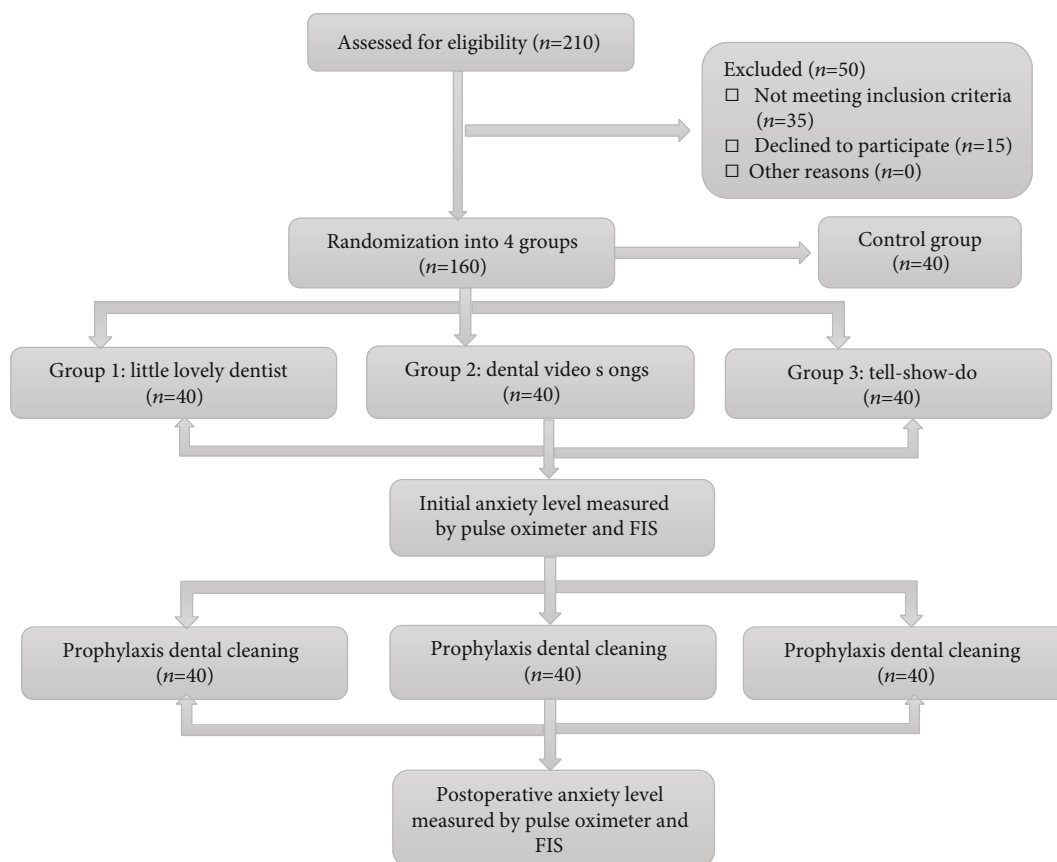 Assessed for eligibility (n=210)
Excluded (n=50)
☐ Not meeting inclusion criteria
(n=35)
☐ Declined to participate (n=15)
☐ Other reasons (n=0)
Randomization into 4 groups
(n=160)
Control group
(n=40)
Group 1: little lovely dentist
(n=40)
Group 2: dental video s ongs
(n=40)
Group 3: tell-show-do
(n=40)
Initial anxiety level measured
by pulse oximeter and FIS
Prophylaxis dental cleaning
(n=40)
Prophylaxis dental cleaning
(n=40)
Prophylaxis dental cleaning
(n=40)
Postoperative anxiety level
measured by pulse oximeter and
FIS